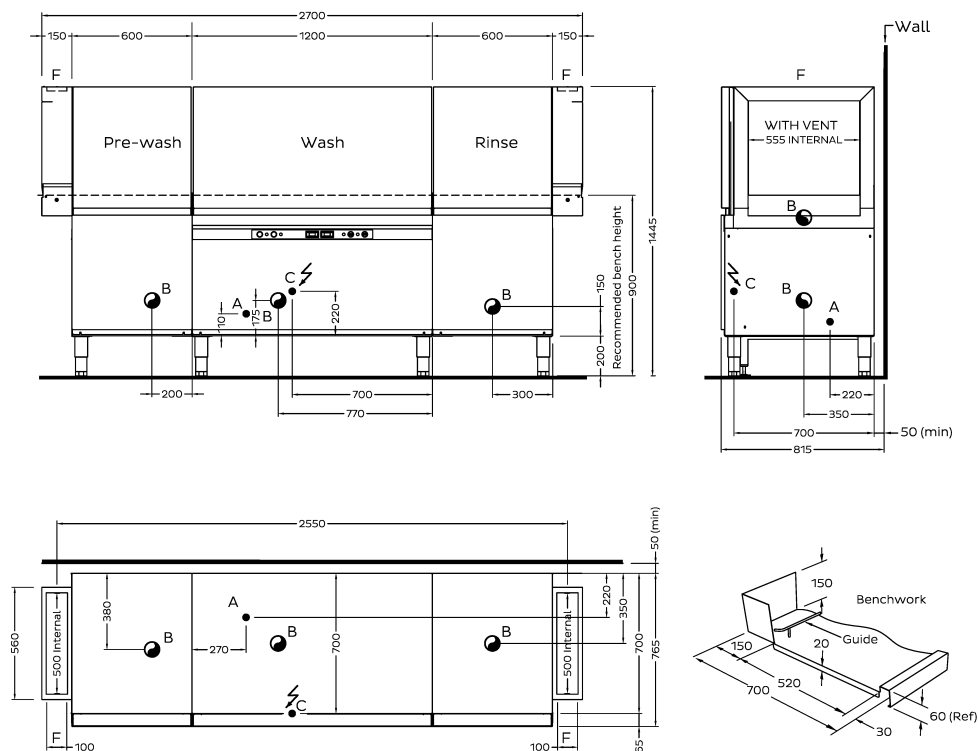 2700
150
600
1200
600
150
F
F
Pre-wash
Wash
Rinse
B
A
C
B
B
110
175
220
150
200
900
1445
Recommended bench height
200
700
770
300
Wall
F
WITH VENT
555 INTERNAL
B
C
B
A
220
350
700
50 (min)
815
2550
50 (min)
560
500 Internal
380
A
B
270
B
700
C
B
500 Internal
220
350
700
765
65
F
100
100
F
150
Benchwork
Guide
150
20
520
700
60 (Ref)
30